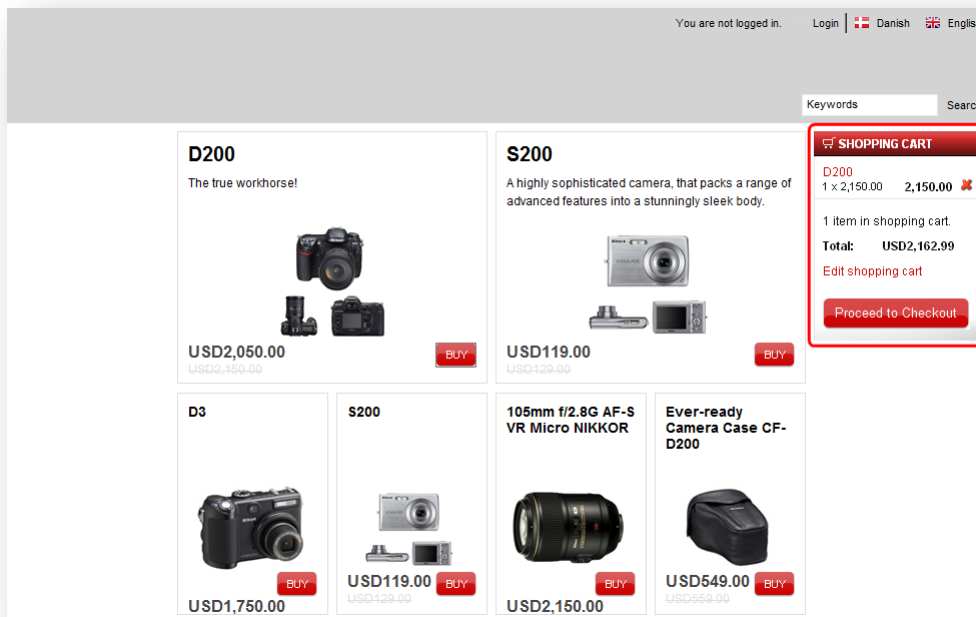 You are not logged in.
Login
Danish
Englis
Keywords
Searc
D200
The true workhorse!
USD2,050.00
BUY
USD2,150.00
S200
A highly sophisticated camera, that packs a range of
advanced features into a stunningly sleek body.
Nikon
COOLPIX
USD119.00
BUY
USD129.00
SHOPPING CART
D200
1 x 2,150.00 2,150.00
1 item in shopping cart.
Total: USD2,162.99
Edit shopping cart
Proceed to Checkout
D3
Nikon
BUY
USD1,750.00
S200
USD119.00
BUY
USD129.00
105mm f/2.8G AF-S
VR Micro NIKKOR
BUY
USD2,150.00
Ever-ready
Camera Case CF-
D200
USD549.00
BUY
USD559.00